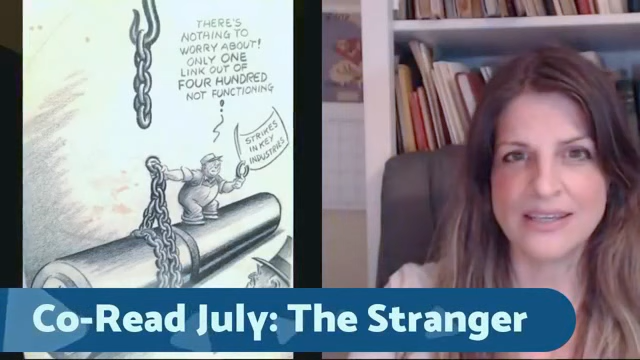 THERE'S
NOTHING TO
WORRY ABOUT!
ONLY ONE
LINK OUT OF
FOUR HUNDRED
NOT FUNCTIONING
STRIKES
IN KEY
INDUSTRIES
Co-Read July: The Stranger